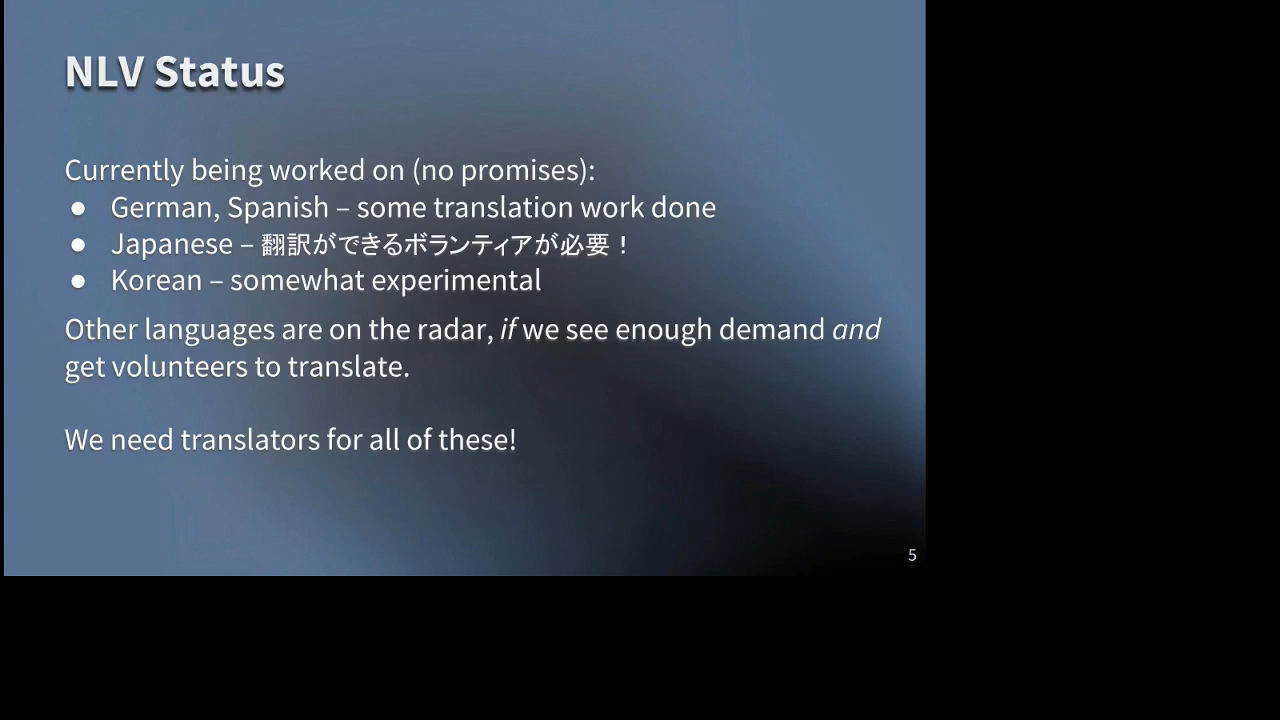 NLV Status
Currently being worked on (no promises):
● German, Spanish – some translation work done
● Japanese – 翻訳ができるボランティアが必要！
● Korean – somewhat experimental
Other languages are on the radar, if we see enough demand and
get volunteers to translate.
We need translators for all of these!
5